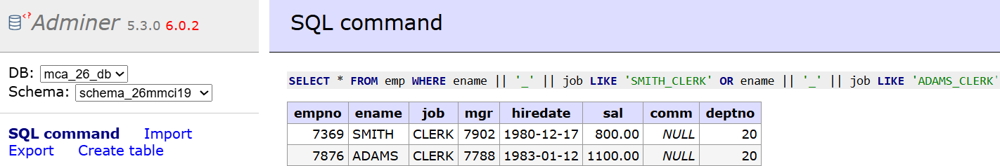 Adminer 5.3.0 6.0.2
SQL command
DB: mca_26_db
Schema: schema_26mmci19
SQL command Import
Export Create table
SELECT * FROM emp WHERE ename || '_' || job LIKE 'SMITH_CLERK' OR ename || '_' || job LIKE 'ADAMS_CLERK'
empno ename job mgr hiredate sal comm deptno
7369 SMITH CLERK 7902 1980-12-17 800.00 NULL 20
7876 ADAMS CLERK 7788 1983-01-12 1100.00 NULL 20